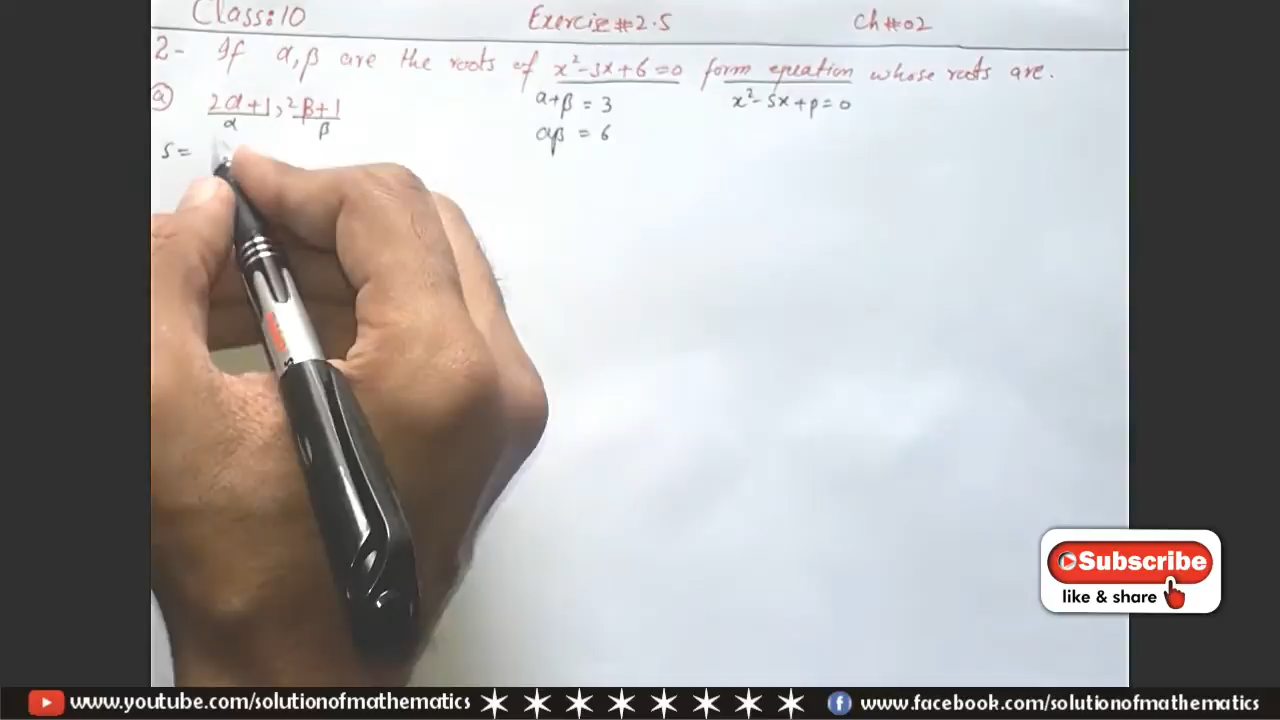 Class:10 Exercise #2.5 Ch#02
2- If α,β are the roots of x²-3x+6=0 form equation whose roots are.
(a) 2α+1/α , 2β+1/β α+β = 3 x²-Sx+p=0
αβ = 6
S=
Subscribe
like & share
www.youtube.com/solutionofmathematics www.facebook.com/solutionofmathematics